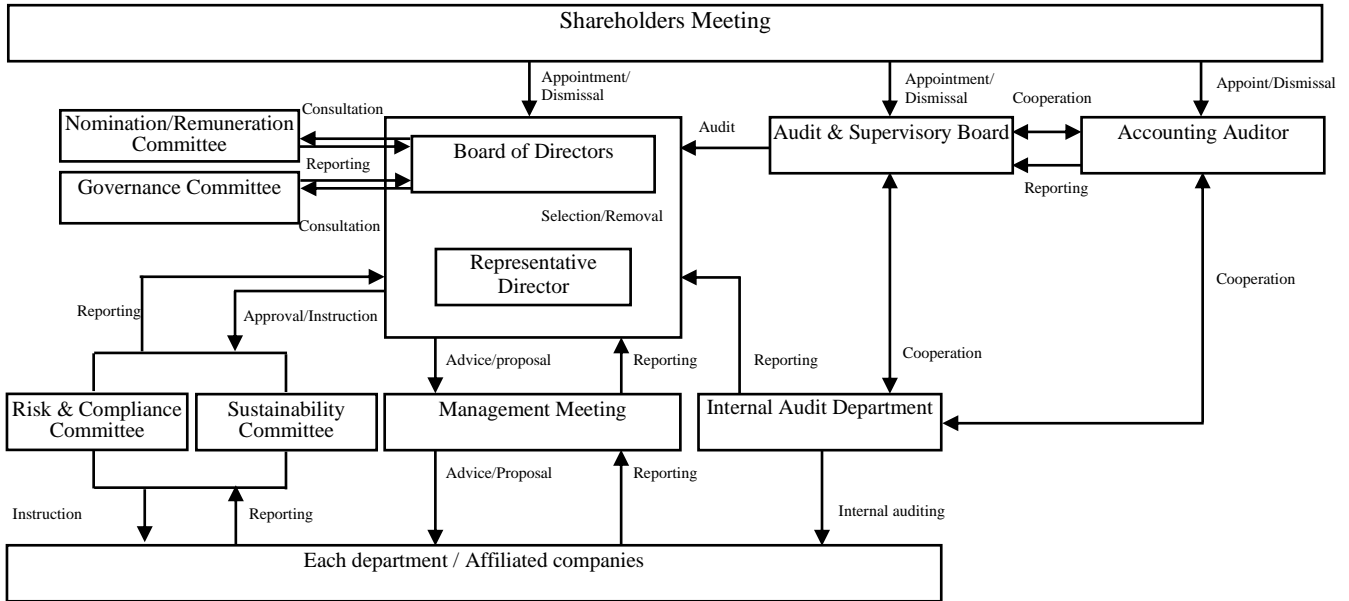 Shareholders Meeting
Appointment/
Dismissal
Appointment/
Dismissal
Appoint/Dismissal
Cooperation
Consultation
Nomination/Remuneration
Committee
Reporting
Governance Committee
Consultation
Board of Directors
Selection/Removal
Representative
Director
Audit
Audit & Supervisory Board
Accounting Auditor
Reporting
Cooperation
Reporting
Approval/Instruction
Advice/proposal
Reporting
Reporting
Cooperation
Risk & Compliance
Committee
Sustainability
Committee
Management Meeting
Internal Audit Department
Advice/Proposal
Reporting
Instruction
Reporting
Internal auditing
Each department / Affiliated companies